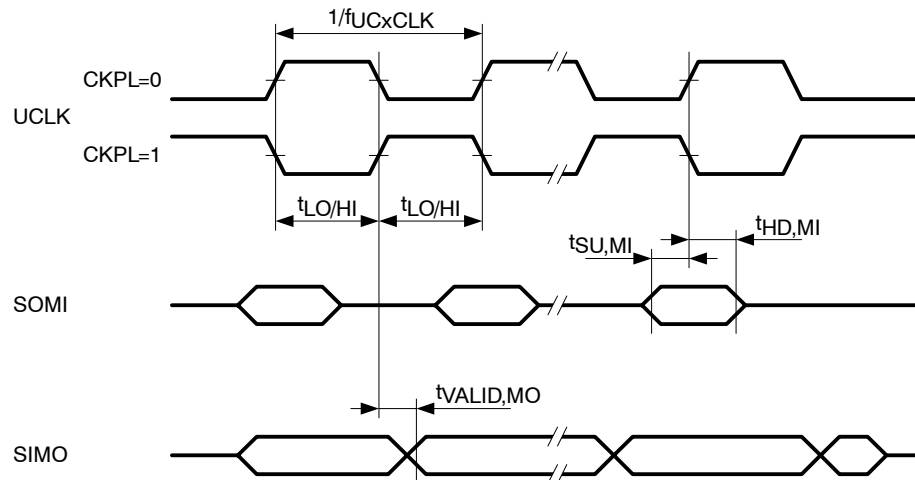 1/fUCxCLK
CKPL=0
UCLK
CKPL=1
tLO/HI tLO/HI
tHD,MI
tSU,MI
SOMI
tVALID,MO
SIMO